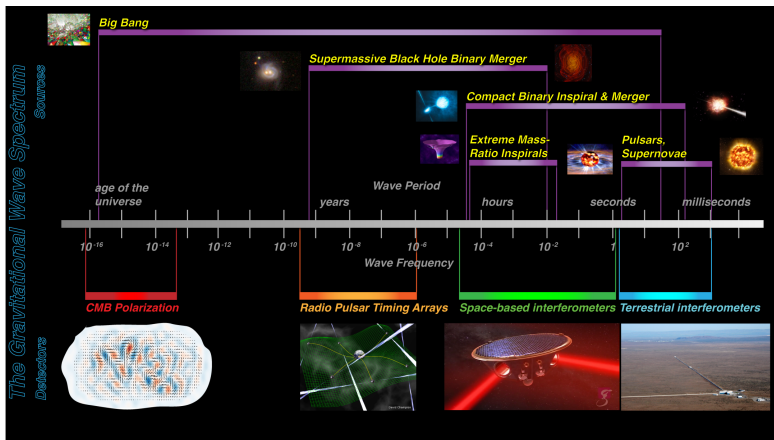 The Gravitational Wave Spectrum
Sources
Detectors
Big Bang
Supermassive Black Hole Binary Merger
Compact Binary Inspiral & Merger
Extreme Mass-
Ratio Inspirals
Pulsars,
Supernovae
age of the
universe
Wave Period
years
hours
seconds
milliseconds
10⁻¹⁶
10⁻¹⁴
10⁻¹²
10⁻¹⁰
10⁻⁸
10⁻⁶
10⁻⁴
10⁻²
1
10²
Wave Frequency
CMB Polarization
Radio Pulsar Timing Arrays
Space-based interferometers
Terrestrial interferometers